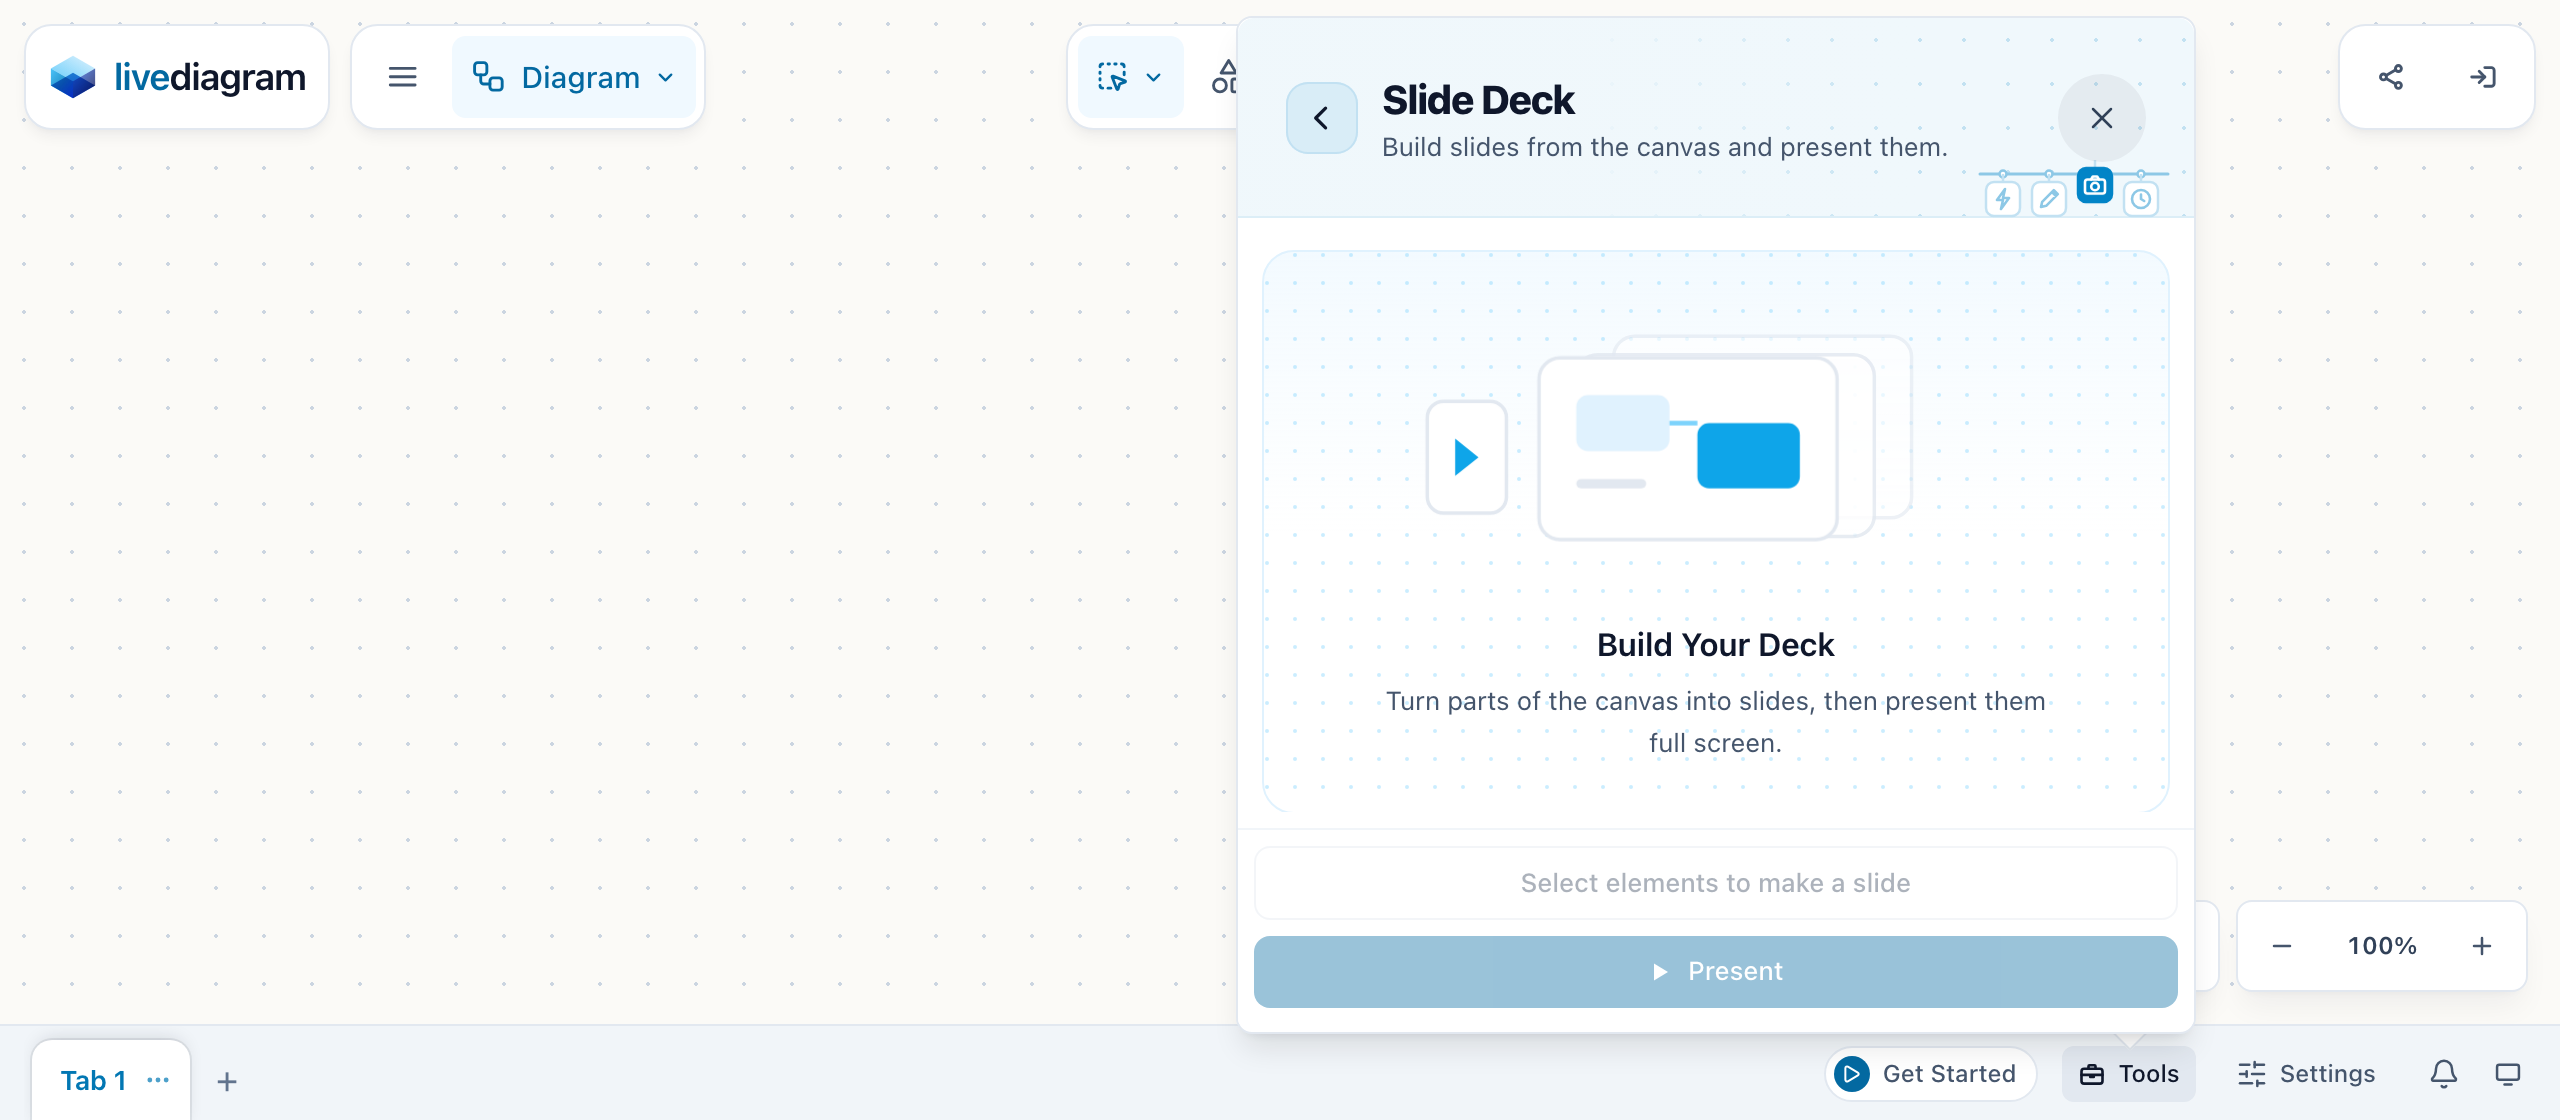 livediagram
Diagram
Slide Deck
Build slides from the canvas and present them.
Build Your Deck
Turn parts of the canvas into slides, then present them
full screen.
Select elements to make a slide
Present
100%
Tab 1
Get Started
Tools
Settings